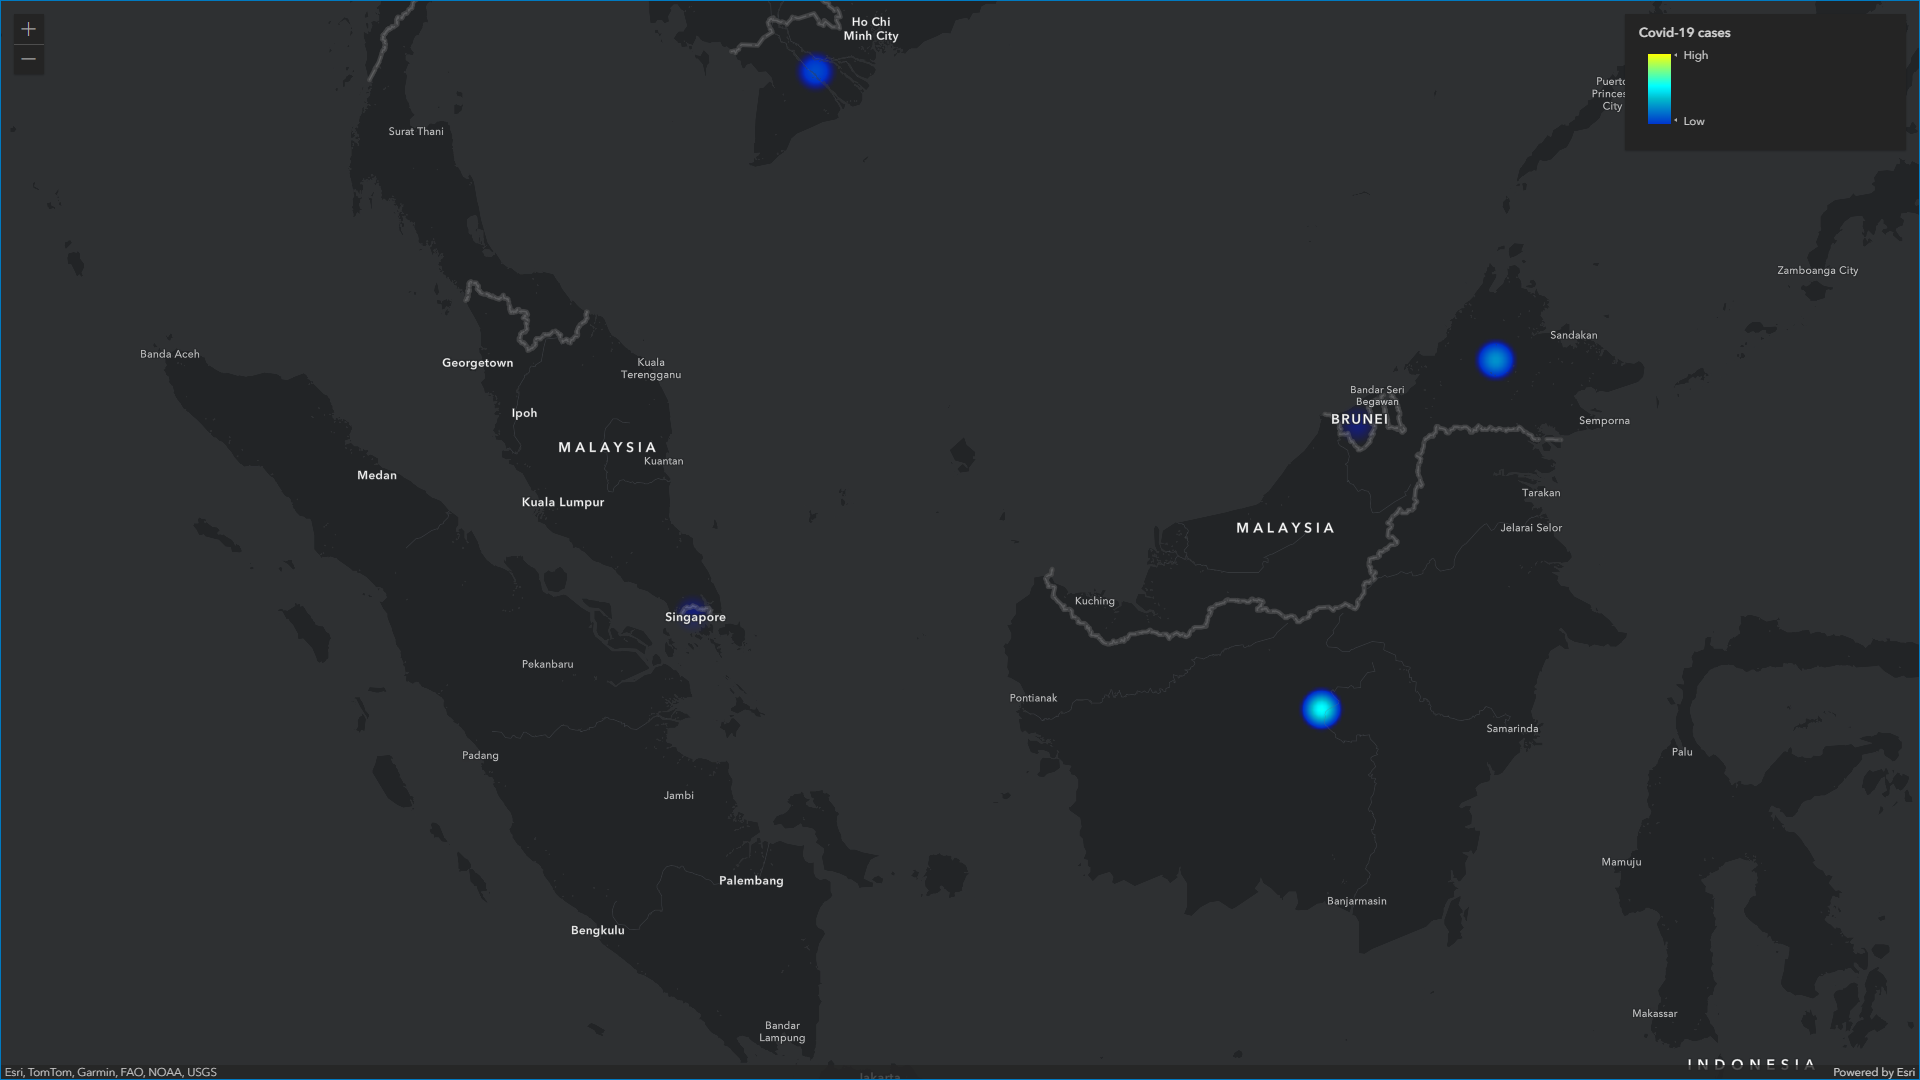 +
−
Ho Chi
Minh City
Covid-19 cases
High
Low
Surat Thani
Zamboanga City
Sandakan
Banda Aceh
Georgetown
Kuala
Terengganu
Bandar Seri
Begawan
BRUNEI
Ipoh
Semporna
MALAYSIA
Kuantan
Medan
Tarakan
Kuala Lumpur
MALAYSIA
Jelarai Selor
Kuching
Singapore
Pekanbaru
Pontianak
Samarinda
Palu
Padang
Jambi
Mamuju
Palembang
Banjarmasin
Bengkulu
Makassar
Bandar
Lampung
INDONESIA
Esri, TomTom, Garmin, FAO, NOAA, USGS
Jakarta
Powered by Esri
City